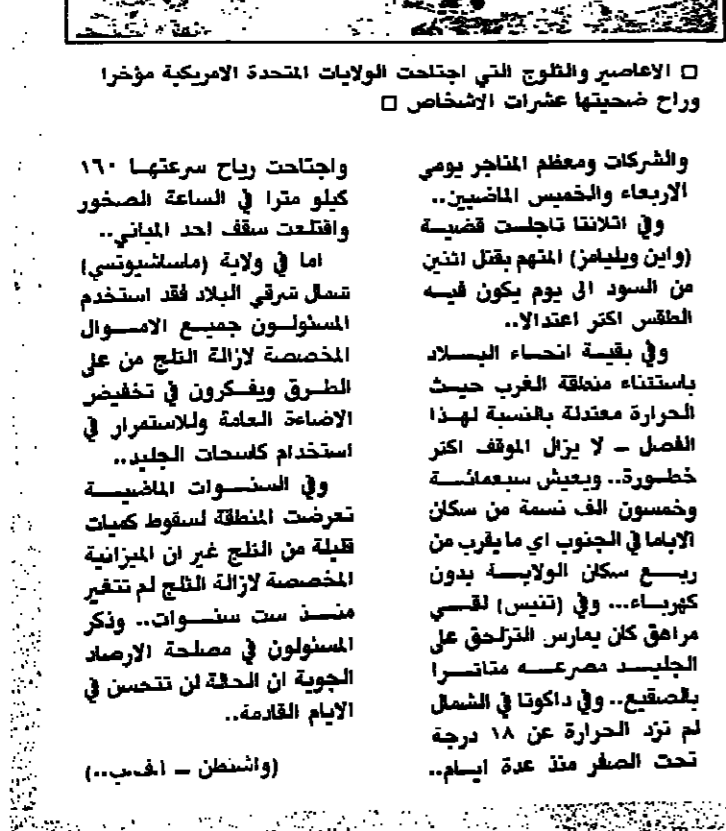 □ الاعاصير والثلوج التي اجتاحت الولايات المتحدة الامريكية مؤخرا
وراح ضحيتها عشرات الاشخاص □
والشركات ومعظم المتاجر يومي
الاربعاء والخميس الماضيين..
وفي اتلانتا تاجلست قضية
(واين ويليامز) المتهم بقتل اثنين
من السود الى يوم يكون فيه
الطقس اكثر اعتدالا..
وفي بقية انحاء البلاد
باستثناء منطقة الغرب حيث
الحرارة معتدلة بالنسبة لهذا
الفصل ــ لا يزال الموقف اكثر
خطورة.. ويعيش سبعمائة
وخمسون الف نسمة من سكان
الاباما في الجنوب اي ما يقرب من
ربع سكان الولاية بدون
كهرباء... وفي (تنيس) لقي
مراهق كان يمارس التزلحق على
الجليد مصرعه متاثرا
بالصقيع.. وفي داكوتا في الشمال
لم تزد الحرارة عن ١٨ درجة
تحت الصفر منذ عدة ايام..
واجتاحت رياح سرعتها ١٦٠
كيلو مترا في الساعة الصخور
واقتلعت سقف احد المباني..
اما في ولاية (ماساشيوتسي)
شمال شرقي البلاد فقد استخدم
المسئولون جميع الاموال
المخصصة لازالة الثلج من على
الطرق ويفكرون في تخفيض
الاضاءة العامة وللاستمرار في
استخدام كاسحات الجليد..
وفي السنوات الماضية
تعرضت المنطقة لسقوط كميات
قليلة من الثلج غير ان الميزانية
المخصصة لازالة الثلج لم تتغير
منذ ست سنوات.. وذكر
المسئولون في مصلحة الارصاد
الجوية ان الحالة لن تتحسن في
الايام القادمة..
(واشنطن ــ اف.ب..)